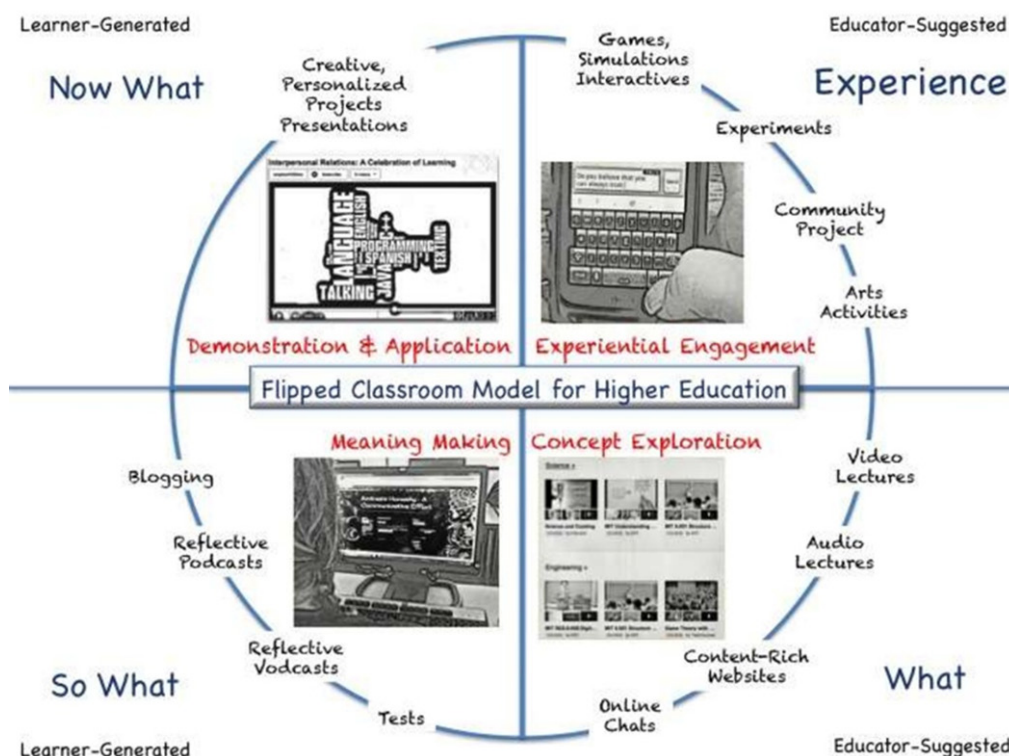 Learner-Generated
Educator-Suggested
Now What
Experience
Creative,
Personalized
Projects
Presentations
Games,
Simulations
Interactives
Experiments
Community
Project
Arts
Activities
Interpersonal Relations: A Celebration of Learning
Subscribe
LANGUAGE
ENGLISH
PROGRAMMING
SPANISH
JAVA
C++
TALKING
TEXTING
Do you believe that you
can always trust
Demonstration & Application
Experiential Engagement
Flipped Classroom Model for Higher Education
Meaning Making
Concept Exploration
Blogging
Reflective
Podcasts
Reflective
Vodcasts
Tests
Science »
Engineering »
Video
Lectures
Audio
Lectures
Content-Rich
Websites
Online
Chats
So What
What
Learner-Generated
Educator-Suggested